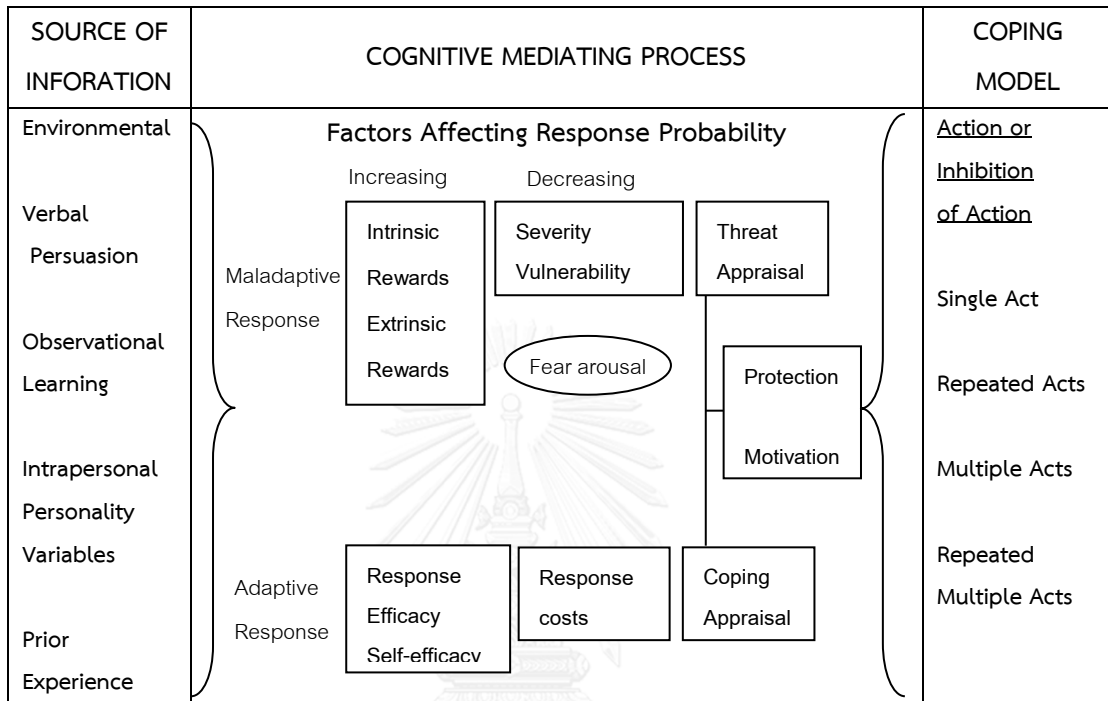 SOURCE OF
INFORATION
COGNITIVE MEDIATING PROCESS
COPING
MODEL
Environmental
Verbal
Persuasion
Observational
Learning
Intrapersonal
Personality
Variables
Prior
Experience
Factors Affecting Response Probability
Increasing
Decreasing
Maladaptive
Response
Intrinsic
Rewards
Extrinsic
Rewards
Severity
Vulnerability
Threat
Appraisal
Fear arousal
Protection
Motivation
Adaptive
Response
Response
Efficacy
Self-efficacy
Response
costs
Coping
Appraisal
Action or
Inhibition
of Action
Single Act
Repeated Acts
Multiple Acts
Repeated
Multiple Acts